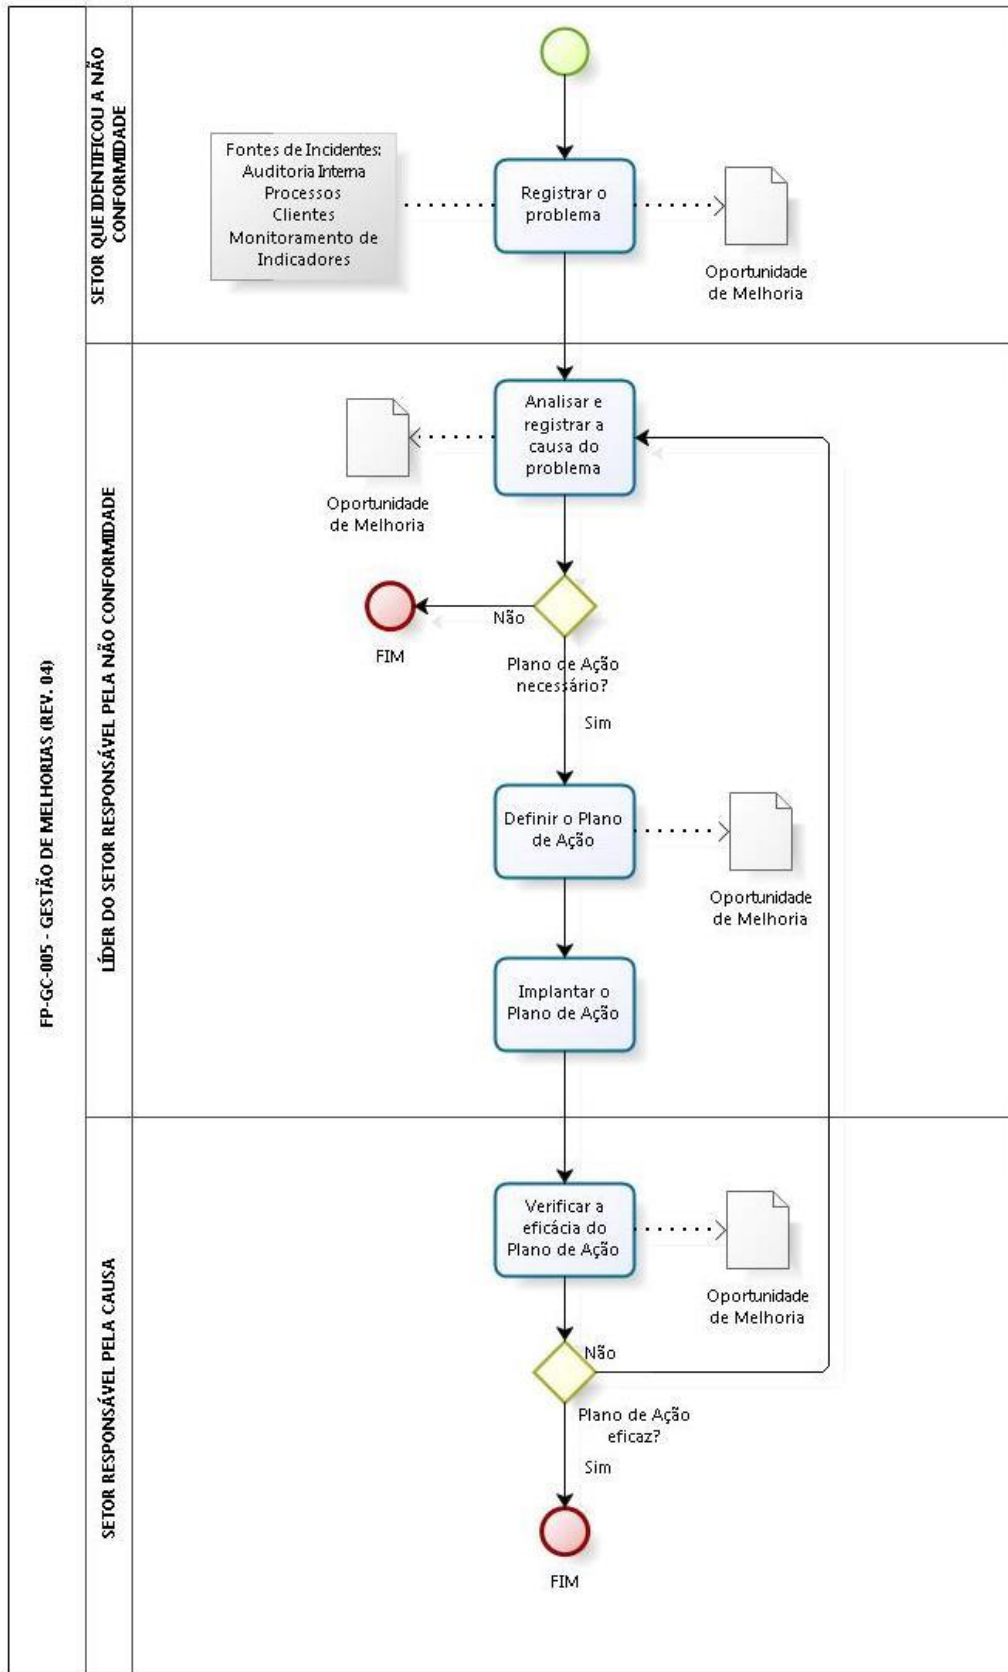 FP-GC-005 - GESTÃO DE MELHORIAS (REV. 04)
SETOR QUE IDENTIFICOU A NÃO
CONFORMIDADE
Fontes de Incidentes:
Auditoria Interna
Processos
Clientes
Monitoramento de
Indicadores
Registrar o
problema
Oportunidade
de Melhoria
LÍDER DO SETOR RESPONSÁVEL PELA NÃO CONFORMIDADE
Analisar e
registrar a
causa do
problema
Oportunidade
de Melhoria
Não
FIM
Plano de Ação
necessário?
Sim
Definir o Plano
de Ação
Oportunidade
de Melhoria
Implantar o
Plano de Ação
SETOR RESPONSÁVEL PELA CAUSA
Verificar a
eficácia do
Plano de Ação
Oportunidade
de Melhoria
Não
Plano de Ação
eficaz?
Sim
FIM